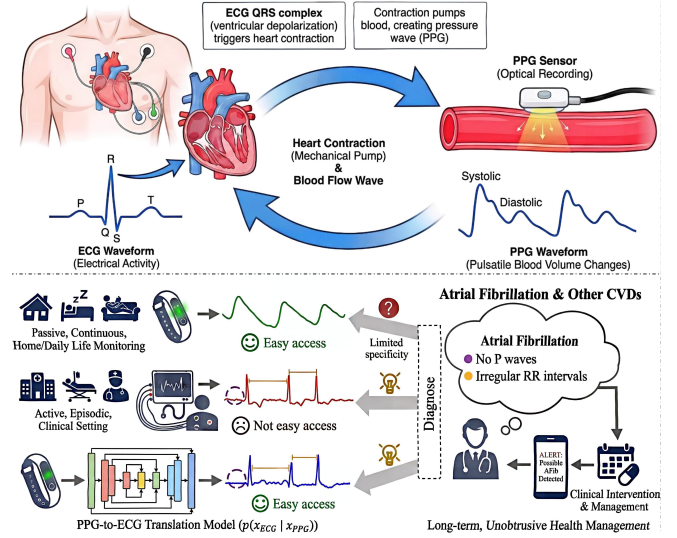 ECG QRS complex
(ventricular depolarization)
triggers heart contraction
Contraction pumps
blood, creating pressure
wave (PPG)
PPG Sensor
(Optical Recording)
Heart Contraction
(Mechanical Pump)
&
Blood Flow Wave
R
P
T
Q
S
ECG Waveform
(Electrical Activity)
Systolic
Diastolic
PPG Waveform
(Pulsatile Blood Volume Changes)
z Z
Passive, Continuous,
Home/Daily Life Monitoring
Easy access
?
Limited
specificity
Active, Episodic,
Clinical Setting
Not easy access
Easy access
PPG-to-ECG Translation Model (p(x_ECG | x_PPG))
Diagnose
Atrial Fibrillation & Other CVDs
Atrial Fibrillation
No P waves
Irregular RR intervals
ALERT:
Possible
AFib
Detected
Clinical Intervention
& Management
Long-term, Unobtrusive Health Management